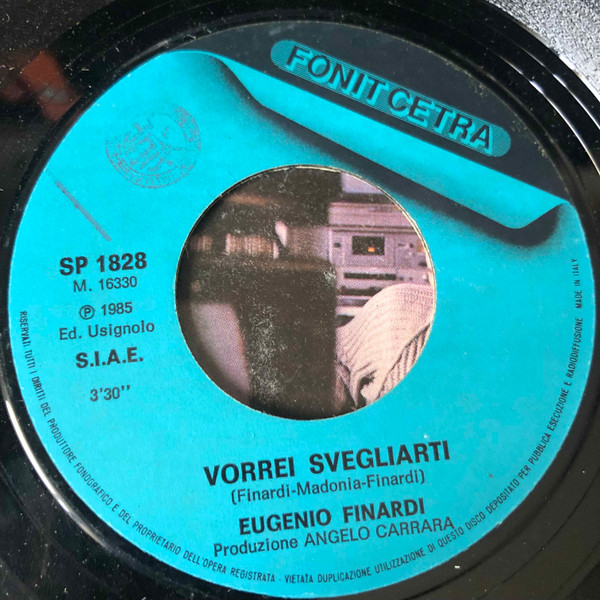 FONIT CETRA
SP 1828
M. 16330
℗ 1985
Ed. Usignolo
S.I.A.E.
3'30''
VORREI SVEGLIARTI
(Finardi-Madonia-Finardi)
EUGENIO FINARDI
Produzione ANGELO CARRARA
RISERVATI TUTTI I DIRITTI DEL PRODUTTORE FONOGRAFICO E DEL PROPRIETARIO DELL'OPERA REGISTRATA - VIETATA DUPLICAZIONE UTILIZZAZIONE DI QUESTO DISCO DEPOSITATO PER PUBBLICA ESECUZIONE E RADIODIFFUSIONE MADE IN ITALY